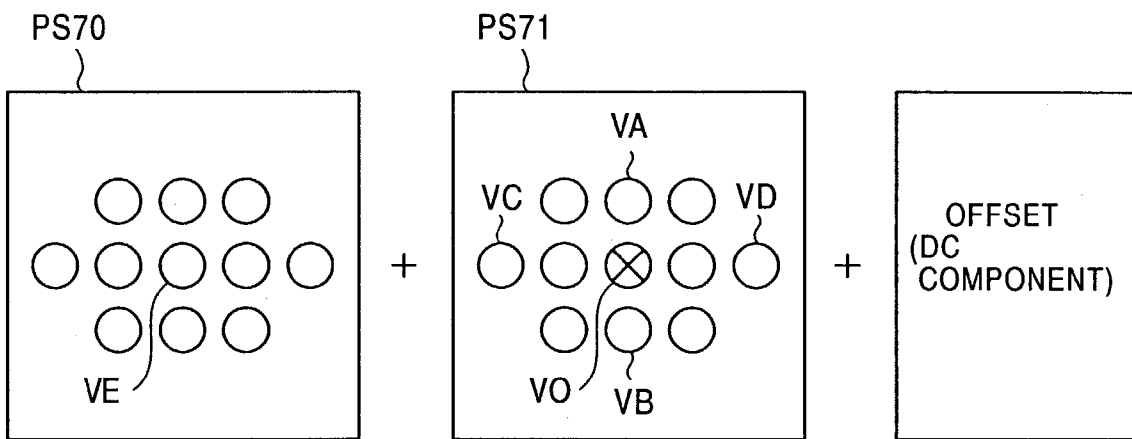 PS70
PS71
VA
VC
VD
VE
VO
VB
+
+
OFFSET
(DC
COMPONENT)